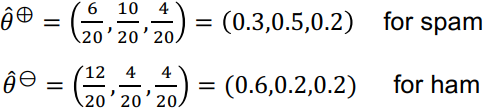 θ̂⊕ = (6/20, 10/20, 4/20) = (0.3,0.5,0.2) for spam
θ̂⊖ = (12/20, 4/20, 4/20) = (0.6,0.2,0.2) for ham